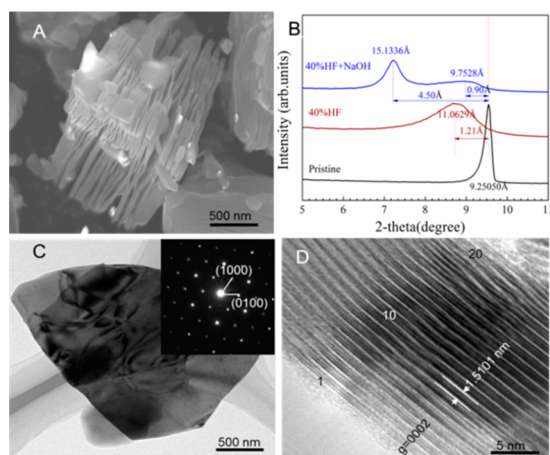 A
500 nm
B
Intensity (arb.units)
40%HF+NaOH
15.1336Å
9.7528Å
0.90Å
4.50Å
40%HF
11.0629Å
1.21Å
Pristine
9.25050Å
5 6 7 8 9 10 11
2-theta(degree)
C
(1000)
(0100)
500 nm
D
20
10
1
1.5101 nm
g=0002
5 nm